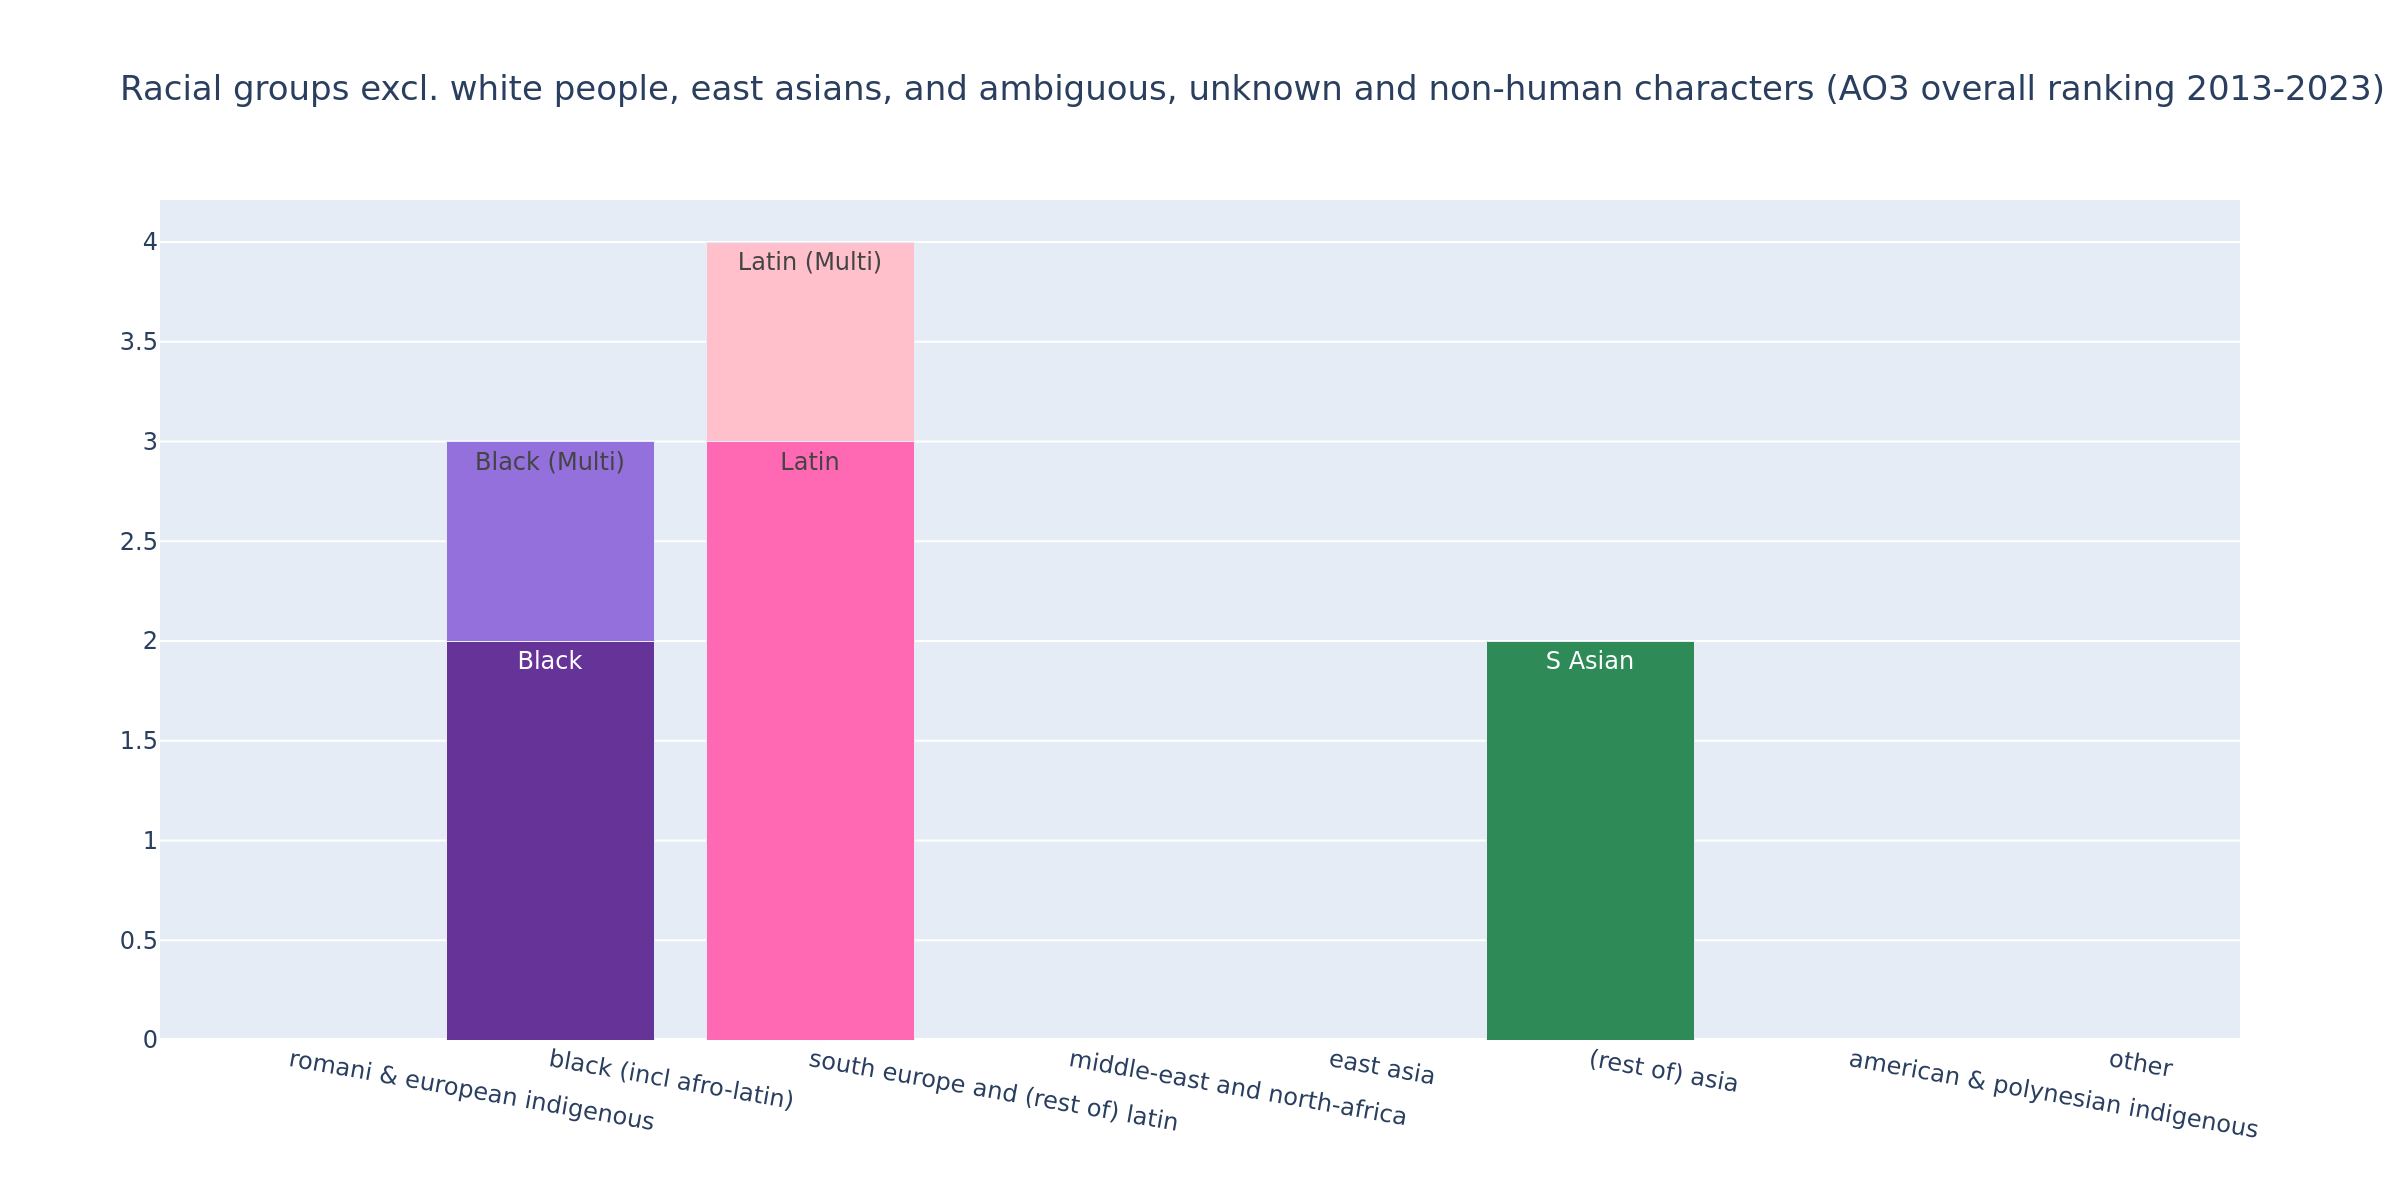 Racial groups excl. white people, east asians, and ambiguous, unknown and non-human characters (AO3 overall ranking 2013-2023)
4
3.5
3
2.5
2
1.5
1
0.5
0
Latin (Multi)
Black (Multi)
Latin
Black
S Asian
romani & european indigenous
black (incl afro-latin)
south europe and (rest of) latin
middle-east and north-africa
east asia
(rest of) asia
american & polynesian indigenous
other